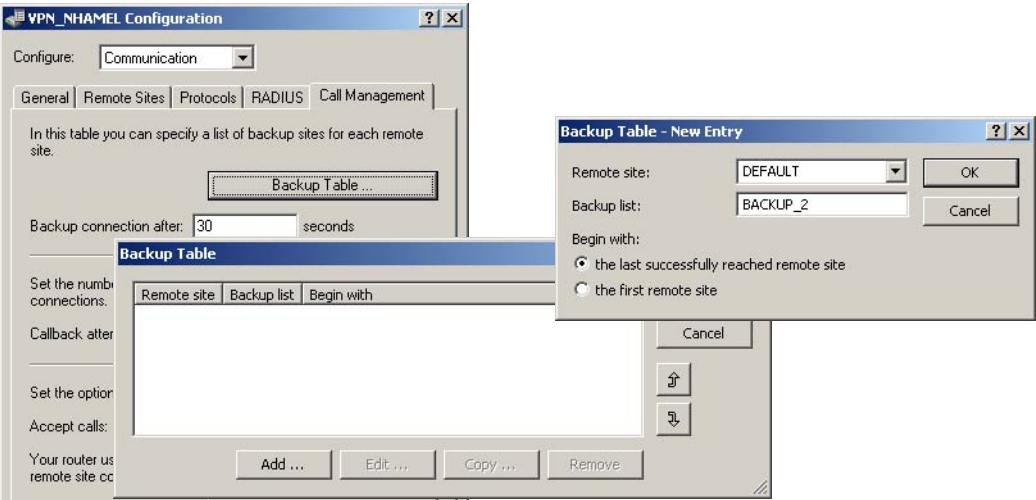 VPN_NHAMEL Configuration
Configure: Communication
General Remote Sites Protocols RADIUS Call Management
In this table you can specify a list of backup sites for each remote
site.
Backup Table ...
Backup connection after: 30 seconds
Set the numb
connections.
Callback atter
Set the option
Accept calls:
Your router us
remote site co
Backup Table
Remote site Backup list Begin with
Cancel
Add ... Edit ... Copy ... Remove
Backup Table - New Entry
Remote site: DEFAULT OK
Backup list: BACKUP_2 Cancel
Begin with:
the last successfully reached remote site
the first remote site